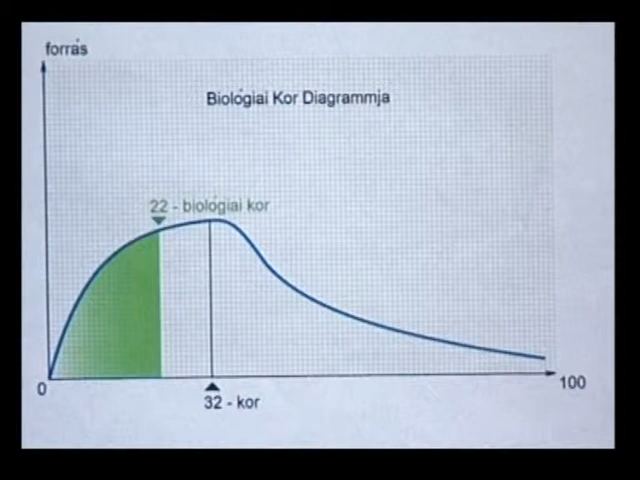 forrás
Biológiai Kor Diagrammja
22 - biológiai kor
0
100
32 - kor